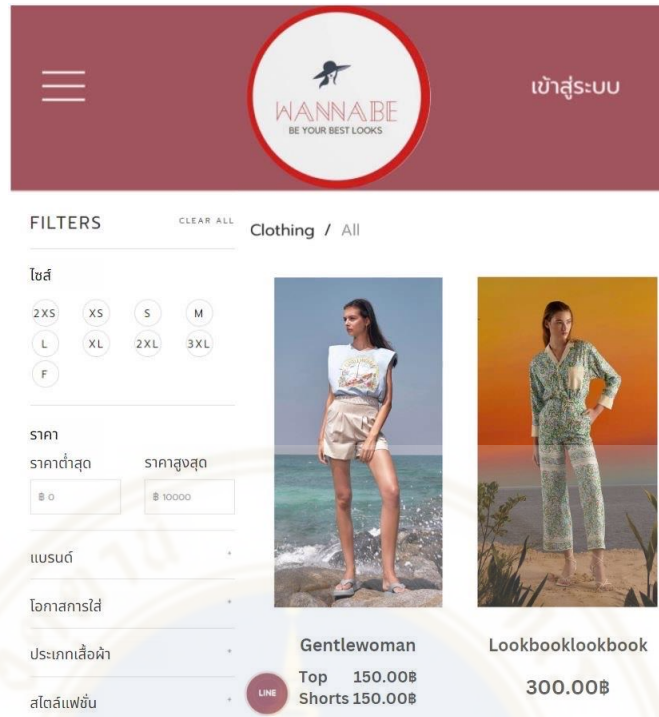 เข้าสู่ระบบ
WANNABE
BE YOUR BEST LOOKS
FILTERS
CLEAR ALL
ไซส์
2XS XS S M
L XL 2XL 3XL
F
ราคา
ราคาต่ำสุด ราคาสูงสุด
฿ 0 ฿ 10000
แบรนด์ +
โอกาสการใส่ +
ประเภทเสื้อผ้า +
สไตล์แฟชั่น +
Clothing / All
Gentlewoman
Top 150.00฿
Shorts 150.00฿
Lookbooklookbook
300.00฿
LINE